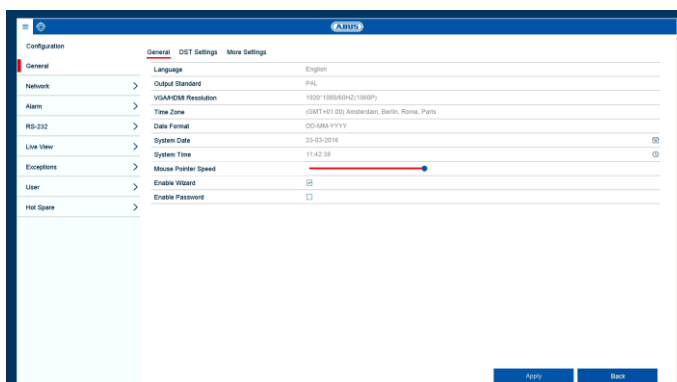 ABUS
Configuration
General DST Settings More Settings
General
Language English
Output Standard PAL
Network
VGA/HDMI Resolution 1920*1080/60HZ(1080P)
Alarm
Time Zone (GMT+01:00) Amsterdam, Berlin, Rome, Paris
RS-232
Date Format DD-MM-YYYY
System Date 23-03-2016
Live View
System Time 11:42:38
Exceptions
Mouse Pointer Speed
User
Enable Wizard
Enable Password
Hot Spare
Apply Back